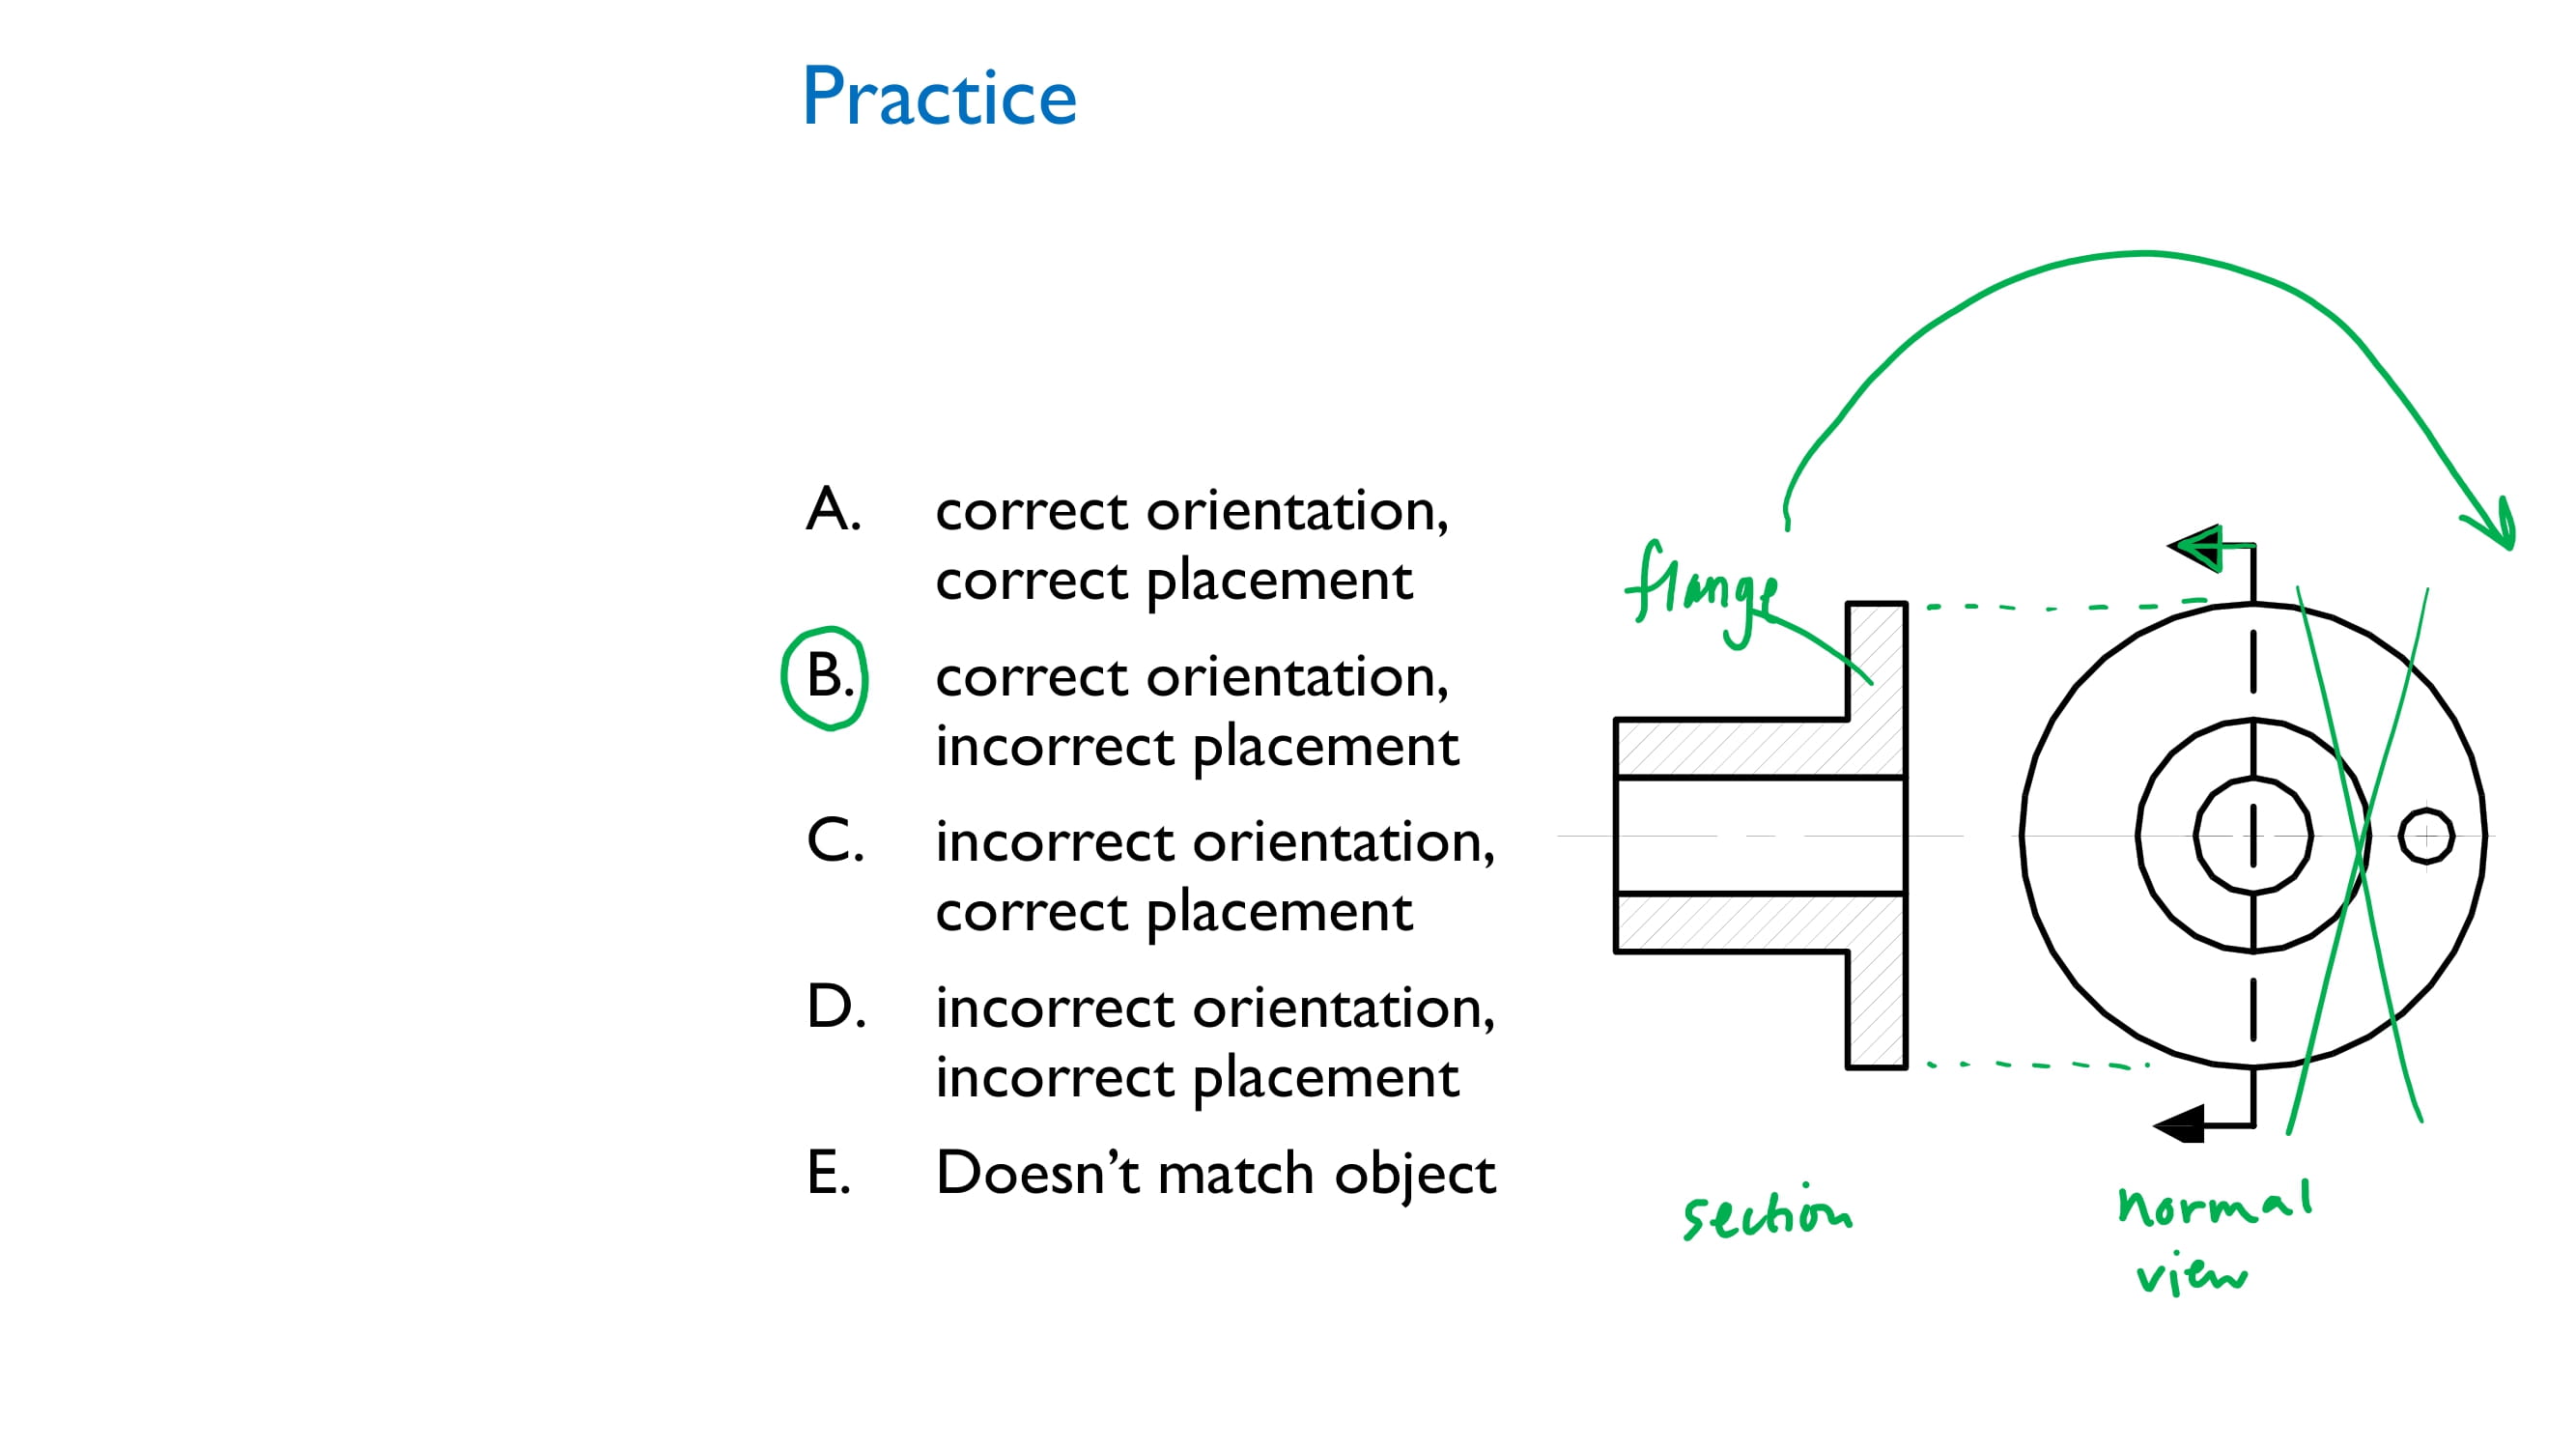 Practice
A. correct orientation,
correct placement
B. correct orientation,
incorrect placement
C. incorrect orientation,
correct placement
D. incorrect orientation,
incorrect placement
E. Doesn’t match object
flange
section
normal
view